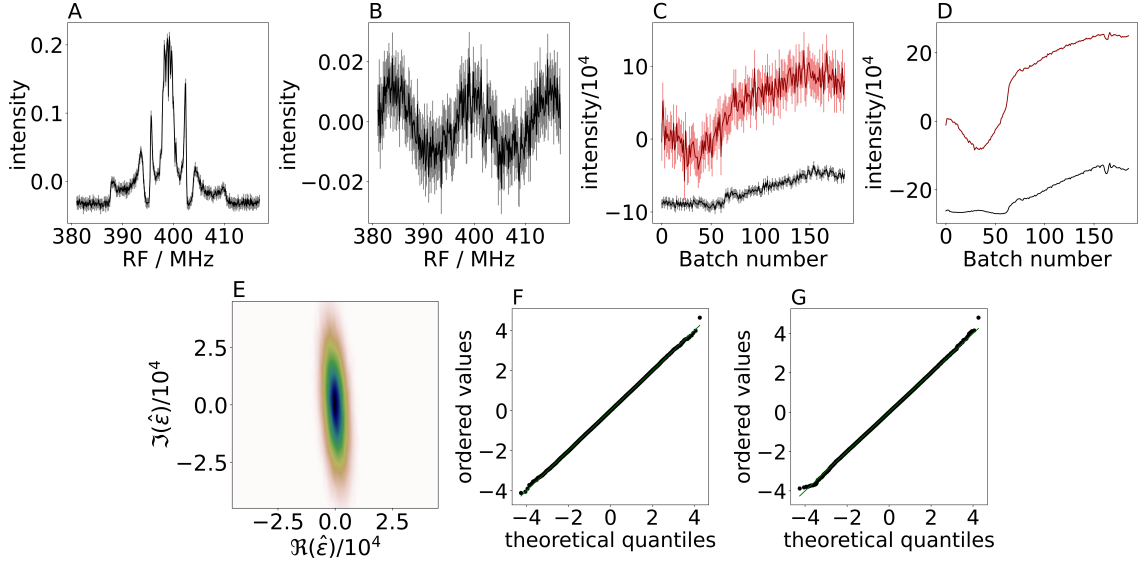 A
B
C
D
intensity
0.2
0.1
0.0
380
390
400
410
RF / MHz
intensity
0.02
0.00
−0.02
380
390
400
410
RF / MHz
intensity/10⁴
10
0
−10
0
50
100
150
Batch number
intensity/10⁴
20
0
−20
0
50
100
150
Batch number
E
F
G
ℑ(ε̂)/10⁴
2.5
0.0
−2.5
−2.5
0.0
2.5
ℜ(ε̂)/10⁴
ordered values
4
2
0
−2
−4
−4
−2
0
2
4
theoretical quantiles
ordered values
4
2
0
−2
−4
−4
−2
0
2
4
theoretical quantiles